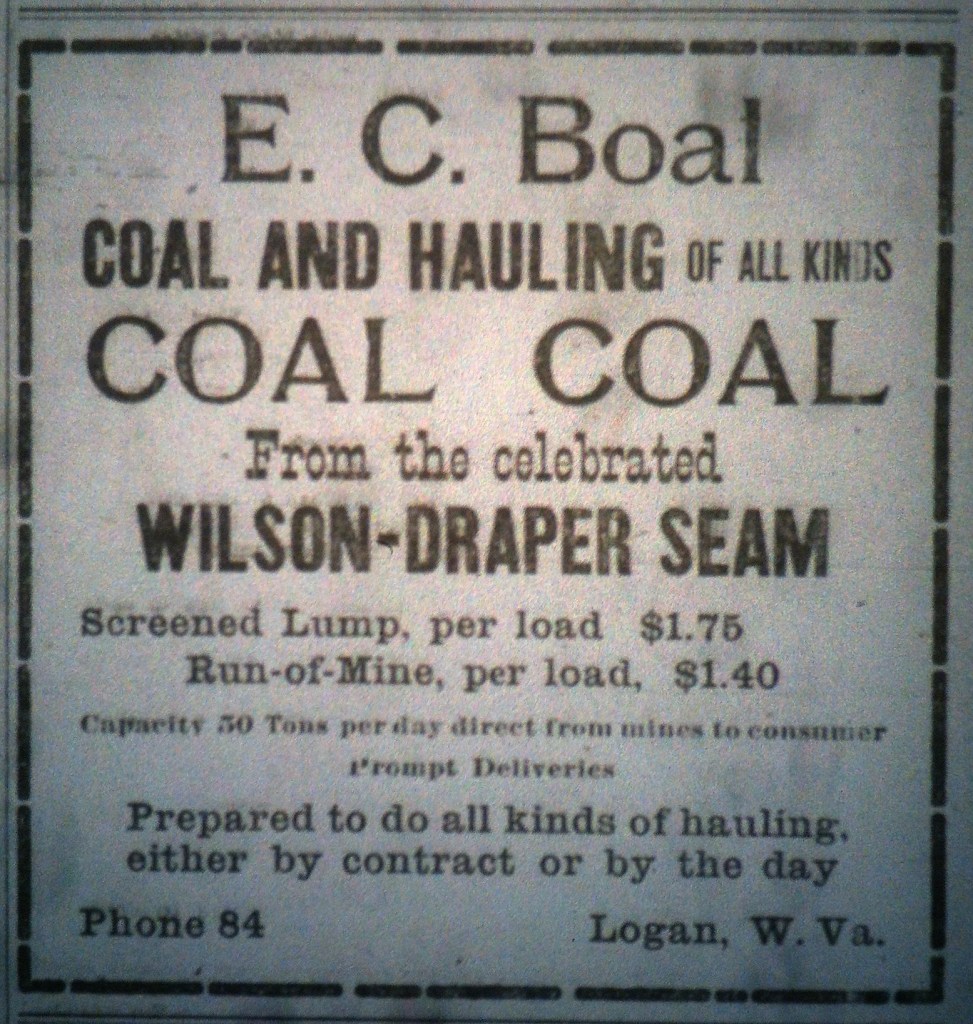 E. C. Boal
COAL AND HAULING OF ALL KINDS
COAL COAL
From the celebrated
WILSON-DRAPER SEAM
Screened Lump, per load $1.75
Run-of-Mine, per load, $1.40
Capacity 50 Tons per day direct from mines to consumer
Prompt Deliveries
Prepared to do all kinds of hauling,
either by contract or by the day
Phone 84 Logan, W. Va.